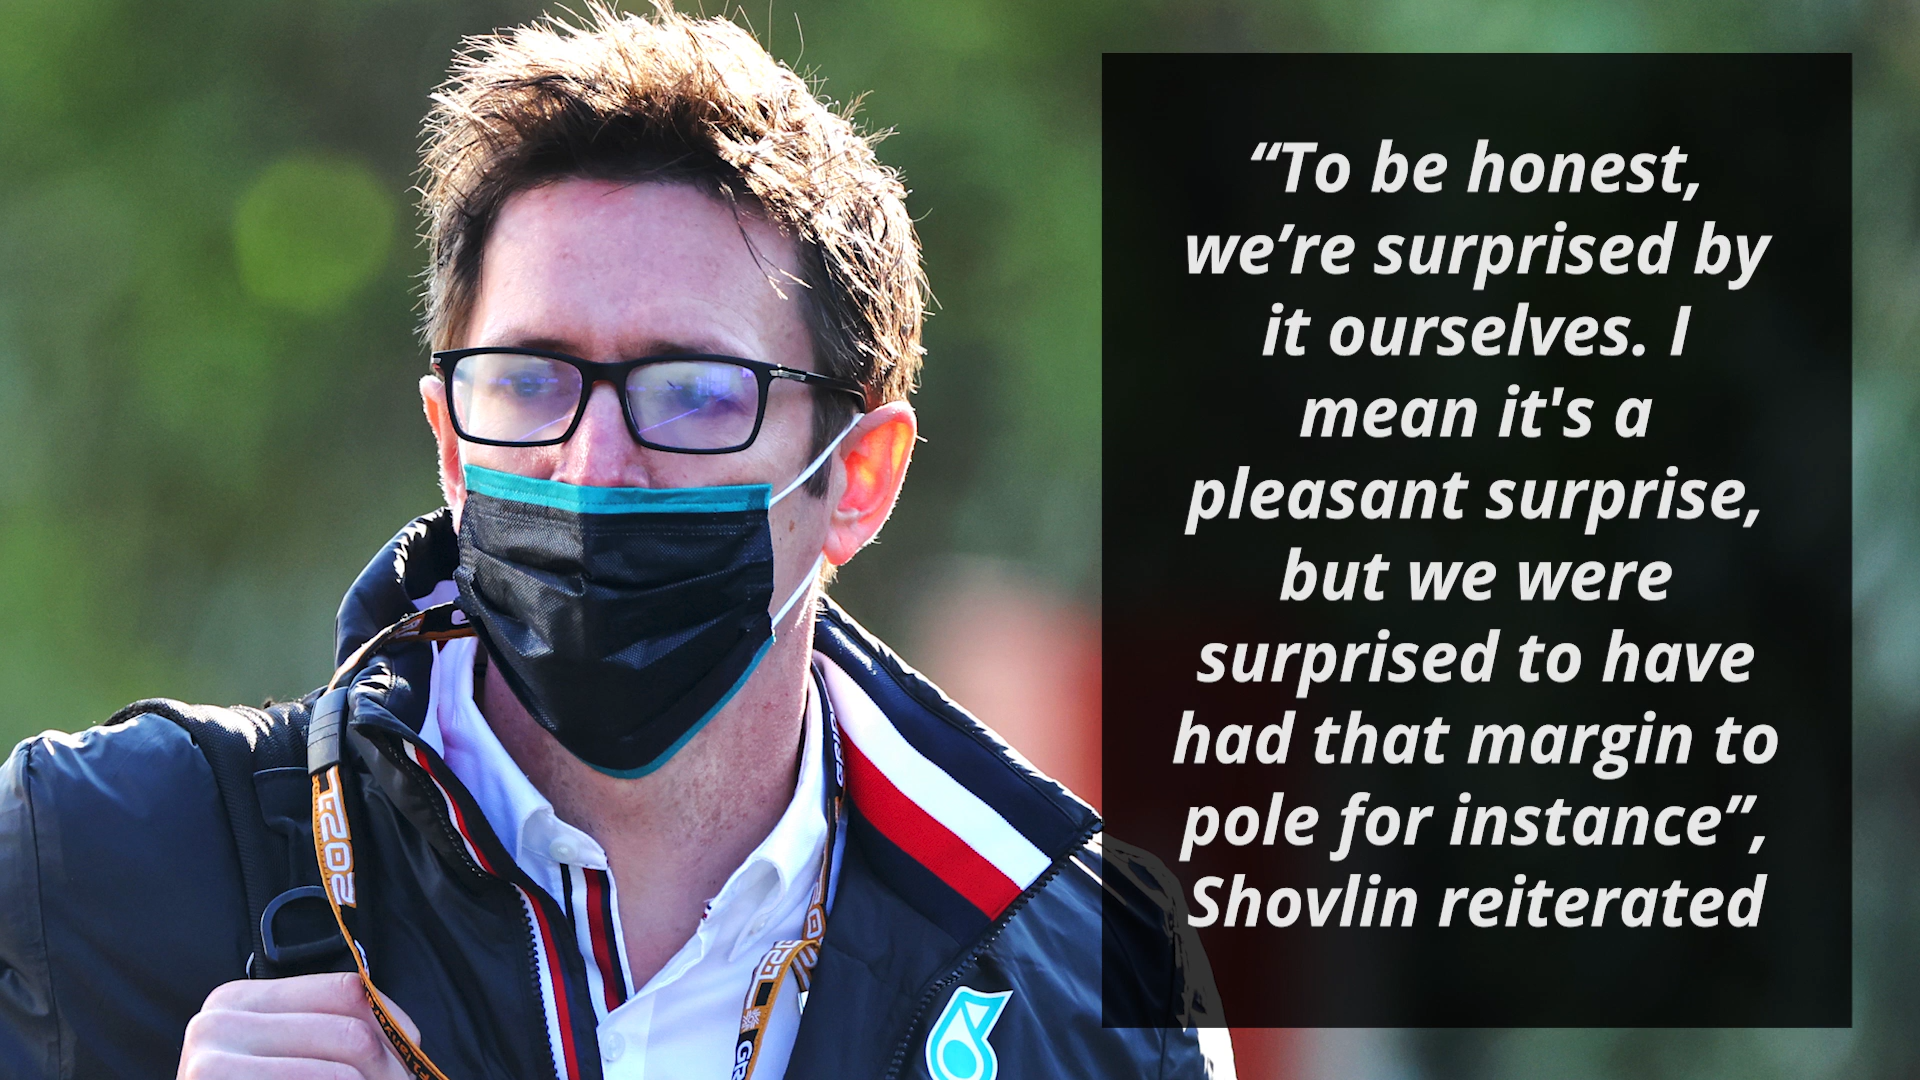 “To be honest,
we’re surprised by
it ourselves. I
mean it's a
pleasant surprise,
but we were
surprised to have
had that margin to
pole for instance”,
Shovlin reiterated